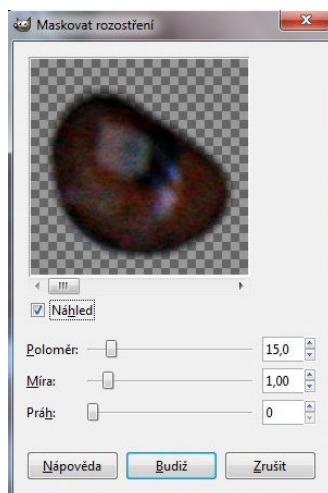 Maskovat rozostření
Náhled
Poloměr: 15,0
Míra: 1,00
Práh: 0
Nápověda Budiž Zrušit